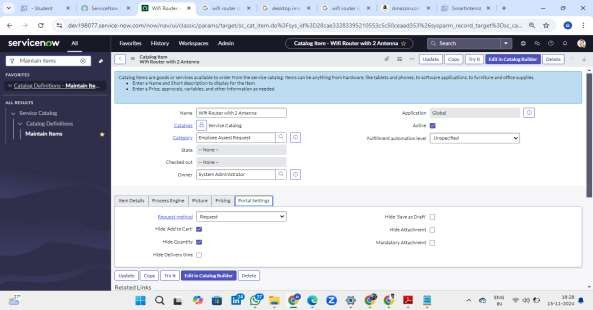 - Student
ServiceNow
Wifi Router
wifi router
desktop in
wifi router
Amazon.co
SmartInterns
dev198077.service-now.com/now/nav/ui/classic/params/target/sc_cat_item.do
servicenow
All
Favorites
History
Workspaces
Admin
Catalog Item - Wifi Router with 2 Antenna
Search
Maintain Items
FAVORITES
Catalog Definitions - Maintain Ite...
ALL RESULTS
Service Catalog
Catalog Definitions
Maintain Items
Catalog Item
Wifi Router with 2 Antenna
Update
Copy
Try It
Edit in Catalog Builder
Delete
Catalog items are goods or services available to order from the service catalog. Items can be anything from hardware, like tablets and phones, to software applications, to furniture and office supplies.
• Enter a Name and Short description to display for the item.
• Enter a Price, approvals, variables, and other information as needed.
Name
Wifi Router with 2 Antenna
Application
Global
Catalogs
Service Catalog
Active
Category
Employee Assest Request
Fulfillment automation level
Unspecified
State
-- None --
Checked out
-- None --
Owner
System Administrator
Item Details
Process Engine
Picture
Pricing
Portal Settings
Request method
Request
Hide 'Save as Draft'
Hide 'Add to Cart'
Hide Attachment
Hide Quantity
Mandatory Attachment
Hide Delivery time
Update
Copy
Try It
Edit in Catalog Builder
Delete
Related Links
27°
ENG
18:28
15-11-2024